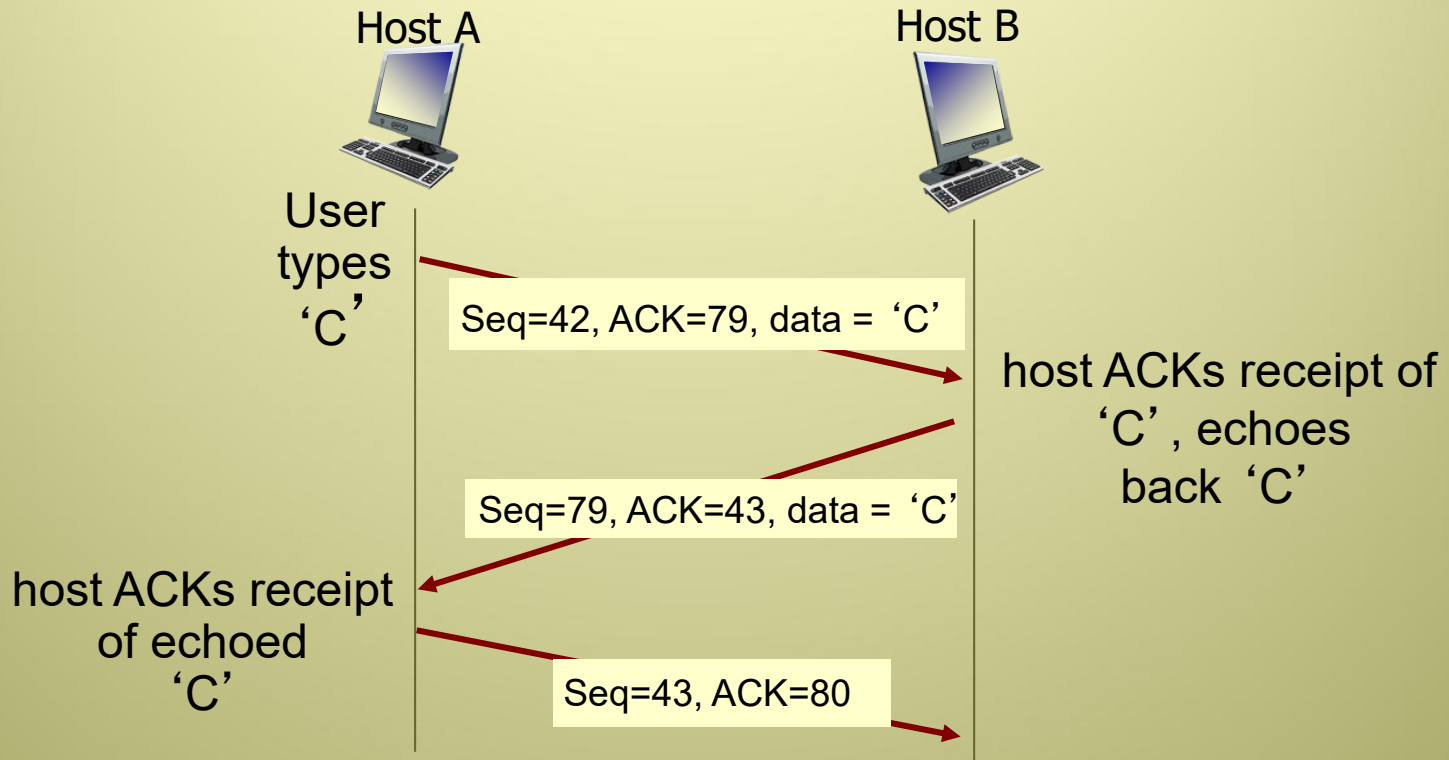 Host A
Host B
User
types
‘C’
Seq=42, ACK=79, data = ‘C’
host ACKs receipt of
‘C’, echoes
back ‘C’
Seq=79, ACK=43, data = ‘C’
host ACKs receipt
of echoed
‘C’
Seq=43, ACK=80